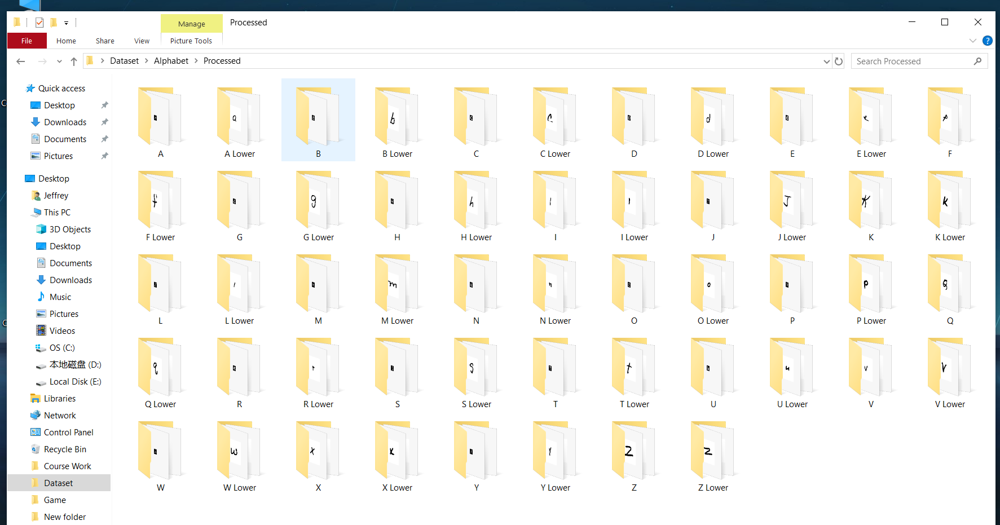 Manage
Processed
File
Home
Share
View
Picture Tools
Dataset
Alphabet
Processed
Search Processed
Quick access
Desktop
Downloads
Documents
Pictures
Desktop
Jeffrey
This PC
3D Objects
Desktop
Documents
Downloads
Music
Pictures
Videos
OS (C:)
本地磁盘 (D:)
Local Disk (E:)
Libraries
Network
Control Panel
Recycle Bin
Course Work
Dataset
Game
New folder
A A Lower B B Lower C C Lower D D Lower E E Lower F
F Lower G G Lower H H Lower I I Lower J J Lower K K Lower
L L Lower M M Lower N N Lower O O Lower P P Lower Q
Q Lower R R Lower S S Lower T T Lower U U Lower V V Lower
W W Lower X X Lower Y Y Lower Z Z Lower